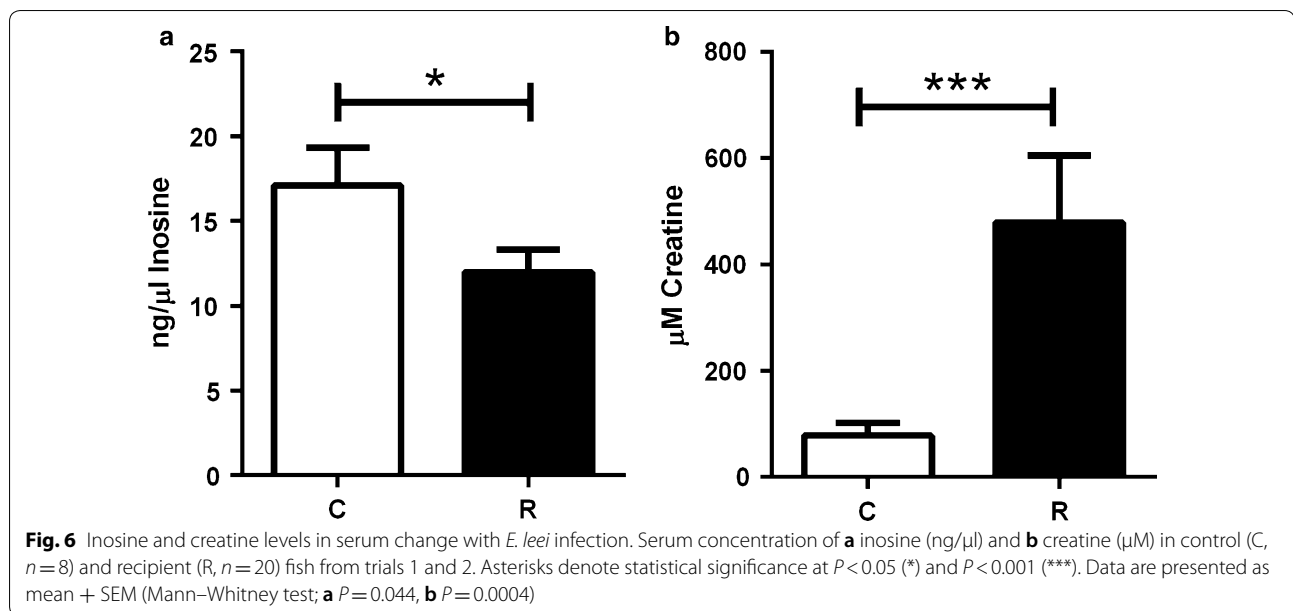 a
25
20
15
10
5
0
ng/µl Inosine
*
C
R
b
800
600
400
200
0
µM Creatine
***
C
R
Fig. 6 Inosine and creatine levels in serum change with E. leei infection. Serum concentration of a inosine (ng/µl) and b creatine (µM) in control (C,
n = 8) and recipient (R, n = 20) fish from trials 1 and 2. Asterisks denote statistical significance at P < 0.05 (*) and P < 0.001 (***). Data are presented as
mean + SEM (Mann–Whitney test; a P = 0.044, b P = 0.0004)